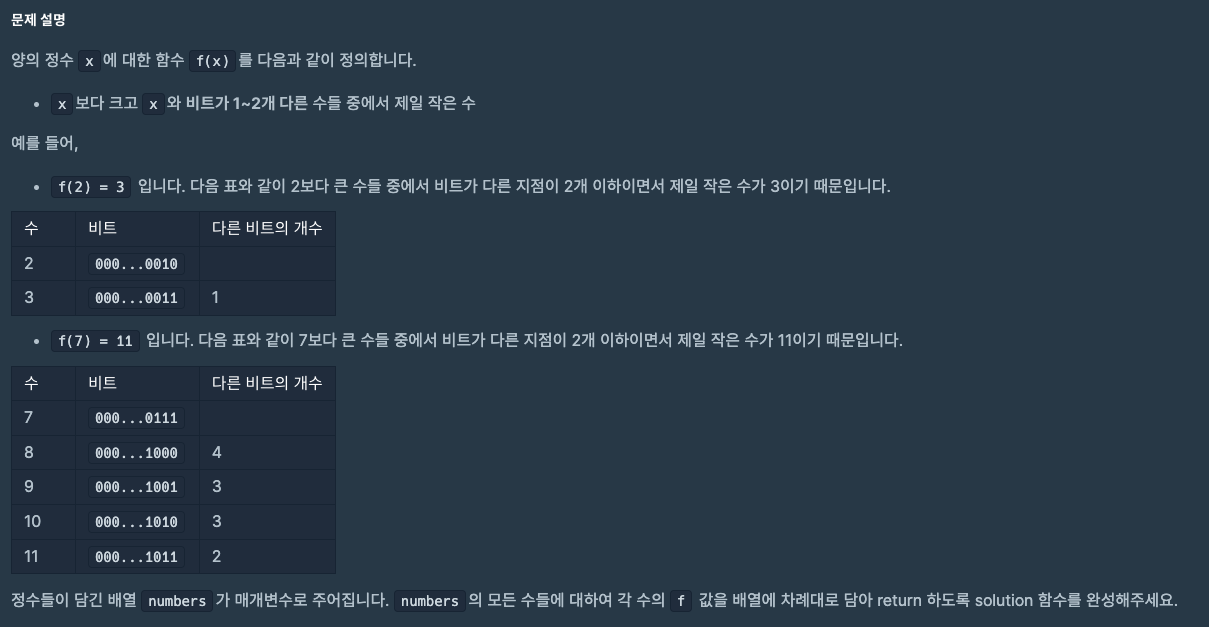 문제 설명
양의 정수 x 에 대한 함수 f(x) 를 다음과 같이 정의합니다.
• x 보다 크고 x 와 비트가 1~2개 다른 수들 중에서 제일 작은 수
예를 들어,
• f(2) = 3 입니다. 다음 표와 같이 2보다 큰 수들 중에서 비트가 다른 지점이 2개 이하이면서 제일 작은 수가 3이기 때문입니다.
수 비트 다른 비트의 개수
2 000...0010
3 000...0011 1
• f(7) = 11 입니다. 다음 표와 같이 7보다 큰 수들 중에서 비트가 다른 지점이 2개 이하이면서 제일 작은 수가 11이기 때문입니다.
수 비트 다른 비트의 개수
7 000...0111
8 000...1000 4
9 000...1001 3
10 000...1010 3
11 000...1011 2
정수들이 담긴 배열 numbers 가 매개변수로 주어집니다. numbers 의 모든 수들에 대하여 각 수의 f 값을 배열에 차례대로 담아 return 하도록 solution 함수를 완성해주세요.